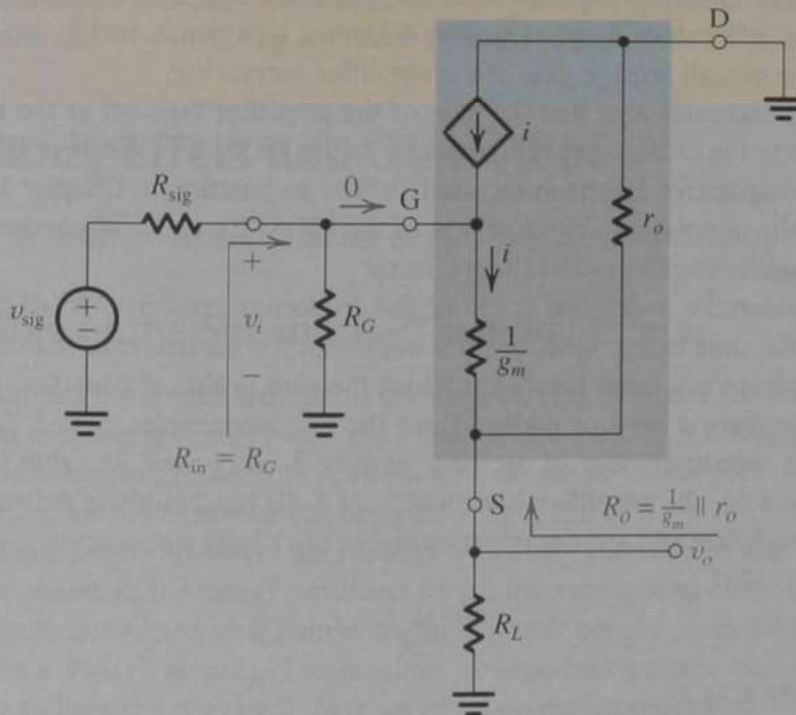 D
i
R_sig
0
G
r_o
i
+
v_sig
+
−
v_i
R_G
1/g_m
−
R_in = R_G
S
R_o = 1/g_m || r_o
v_o
R_L